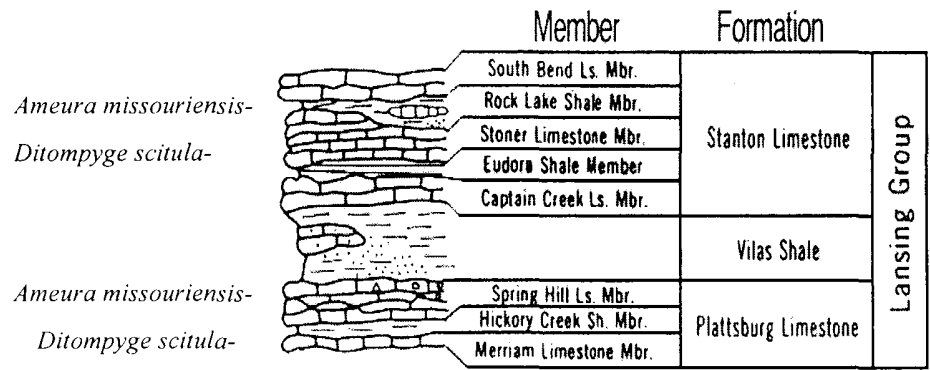 Member Formation
South Bend Ls. Mbr.
Ameura missouriensis-
Rock Lake Shale Mbr.
Stoner Limestone Mbr.
Stanton Limestone
Ditompyge scitula-
Eudora Shale Member
Captain Creek Ls. Mbr.
Lansing Group
Vilas Shale
Ameura missouriensis-
Spring Hill Ls. Mbr.
Hickory Creek Sh. Mbr.
Plattsburg Limestone
Ditompyge scitula-
Merriam Limestone Mbr.